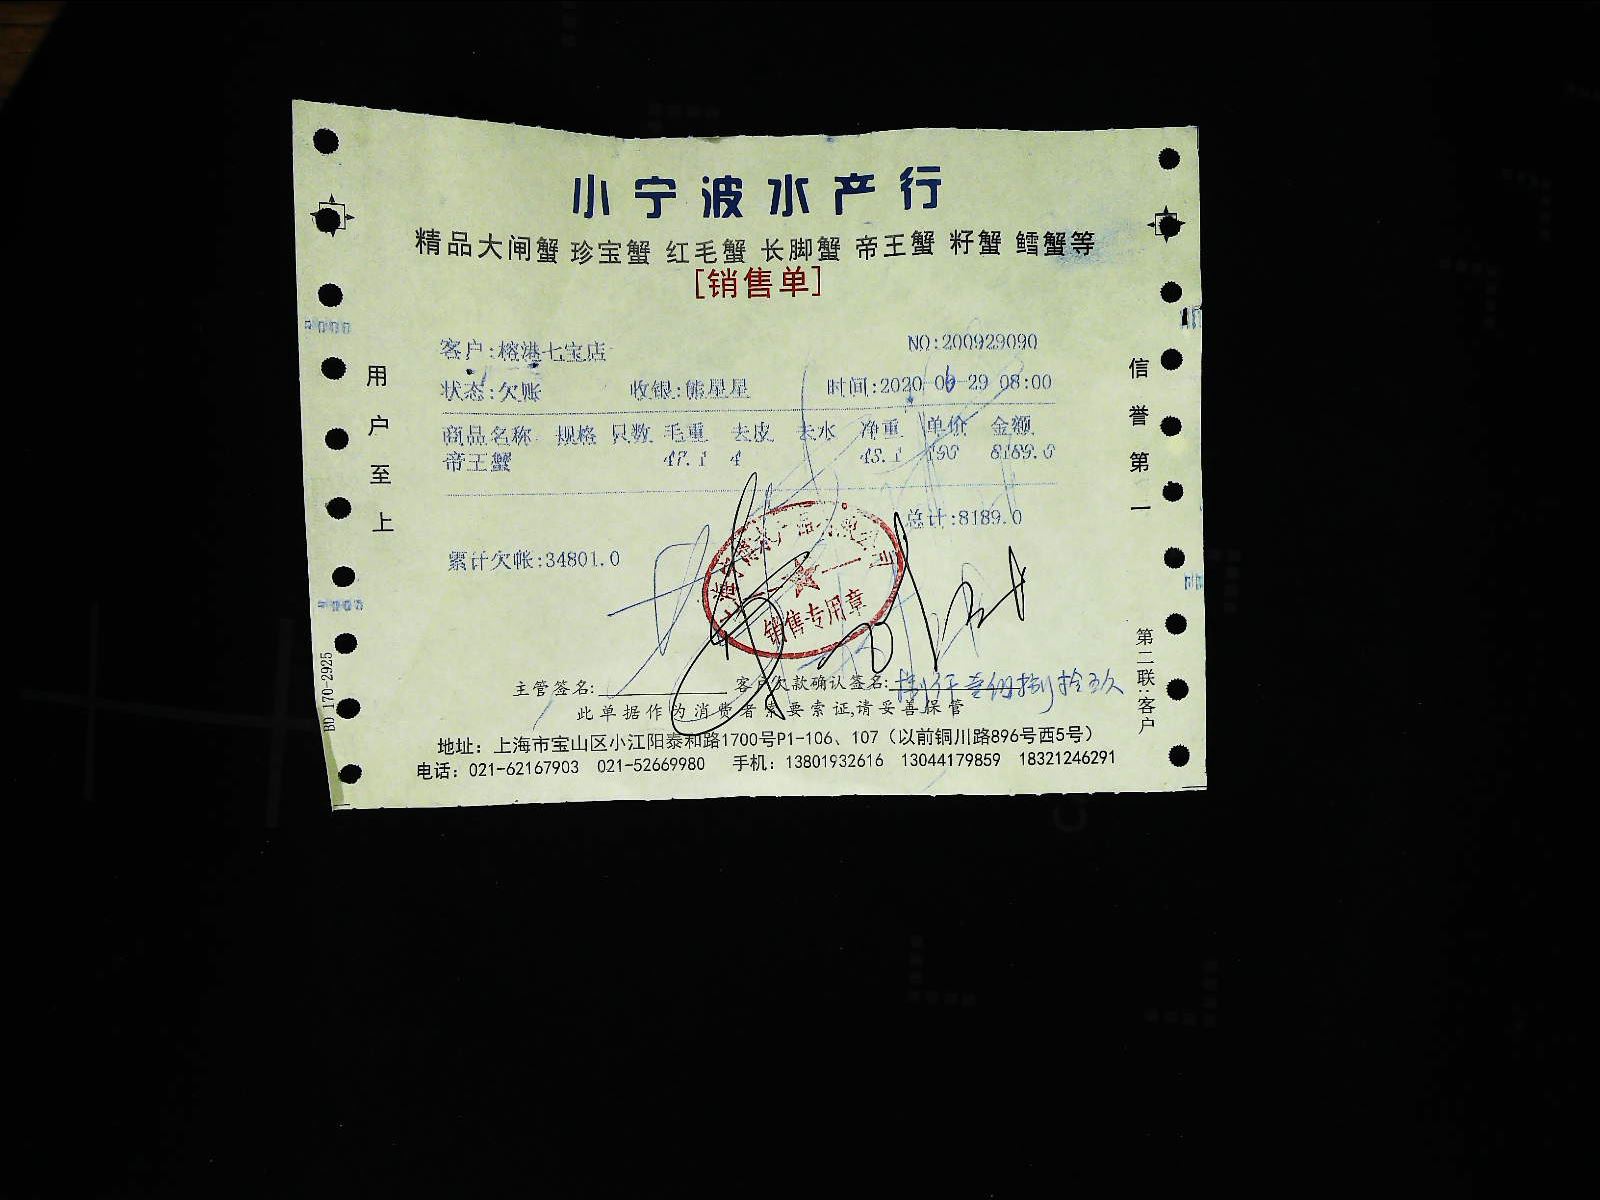 小宁波水产行
精品大闸蟹 珍宝蟹 红毛蟹 长脚蟹 帝王蟹 籽蟹 鳕蟹等
[销售单]
客户:榕港七宝店 NO:200929090
状态:欠账 收银:熊星星 时间:2020-06-29 08:00
商品名称 规格 只数 毛重 去皮 去水 净重 单价 金额
帝王蟹 47.1 4 43.1 190 8189.0
总计:8189.0
累计欠帐:34801.0
销售专用章
主管签名: 客户欠款确认签名:
此单据作为消费者索要索证,请妥善保管
地址：上海市宝山区小江阳泰和路1700号P1-106、107（以前铜川路896号西5号）
电话：021-62167903 021-52669980 手机：13801932616 13044179859 18321246291
用户至上
信誉第一
第二联:客户
BD 170-2925